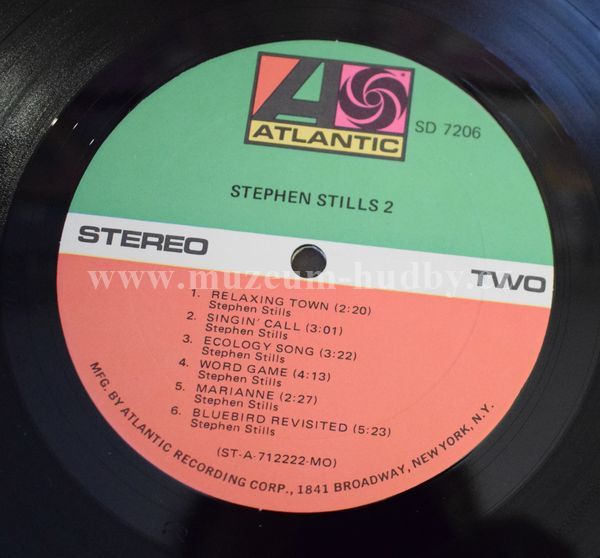 ATLANTIC
SD 7206
STEPHEN STILLS 2
STEREO
TWO
www.muzeum-hudby.
1. RELAXING TOWN (2:20)
Stephen Stills
2. SINGIN' CALL (3:01)
Stephen Stills
3. ECOLOGY SONG (3:22)
Stephen Stills
4. WORD GAME (4:13)
Stephen Stills
5. MARIANNE (2:27)
Stephen Stills
6. BLUEBIRD REVISITED (5:23)
Stephen Stills
(ST-A-712222-MO)
MFG. BY ATLANTIC RECORDING CORP., 1841 BROADWAY, NEW YORK, N.Y.